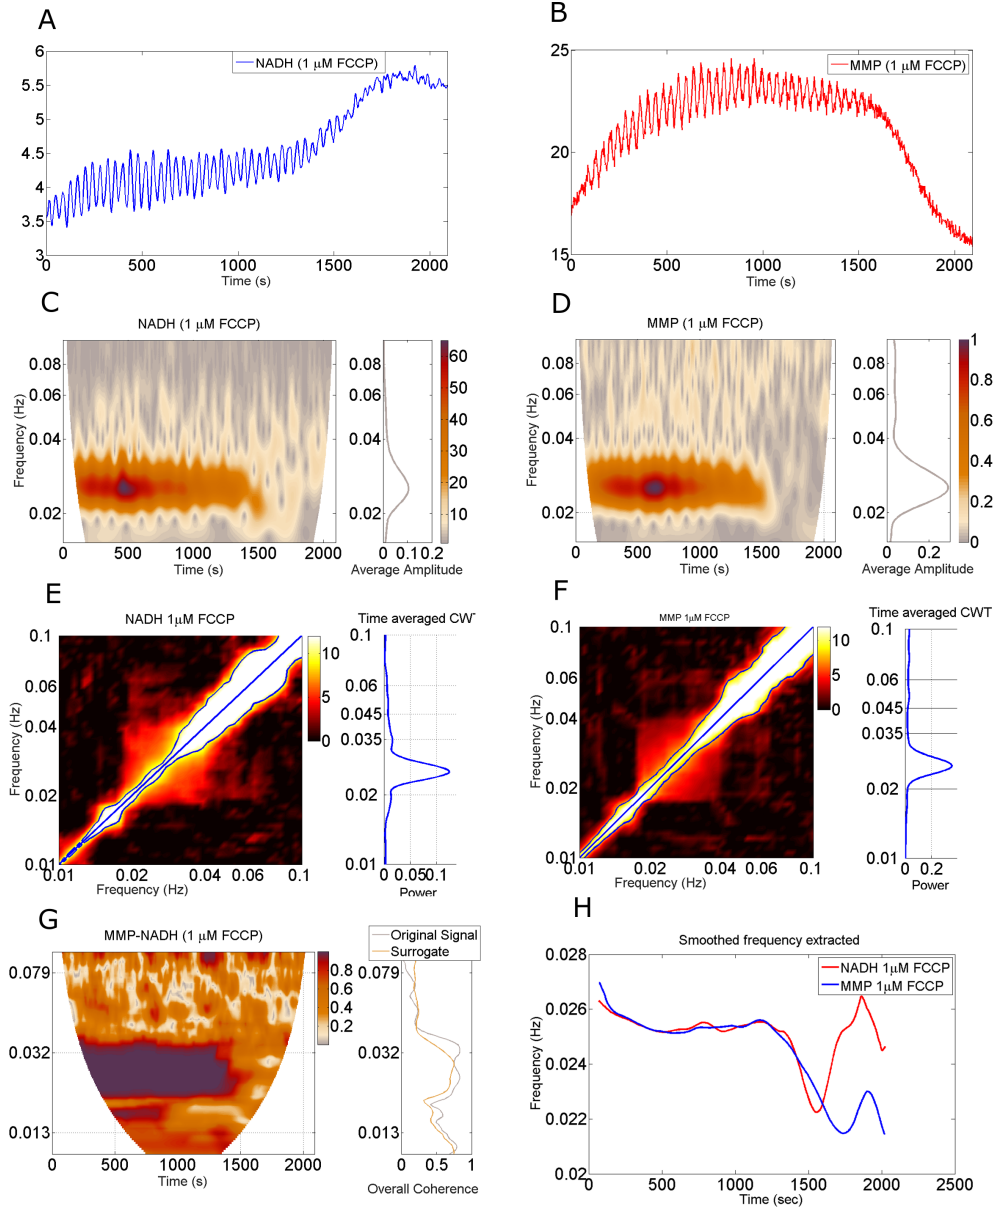 A
B
NADH (1 μM FCCP)
MMP (1 μM FCCP)
6
5.5
5
4.5
4
3.5
3
0 500 1000 1500 2000
Time (s)
25
20
15
0 500 1000 1500 2000
Time (s)
C
D
NADH (1 μM FCCP)
MMP (1 μM FCCP)
Frequency (Hz)
0.08
0.06
0.04
0.02
0 500 1000 1500 2000
Time (s)
0 0.1 0.2
Average Amplitude
60
50
40
30
20
10
Frequency (Hz)
0.08
0.06
0.04
0.02
0 500 1000 1500 2000
Time (s)
0 0.2
Average Amplitude
1
0.8
0.6
0.4
0.2
0
E
F
NADH 1μM FCCP
Time averaged CW
MMP 1μM FCCP
Time averaged CWT
Frequency (Hz)
0.1
0.06
0.04
0.02
0.01
0.01 0.02 0.04 0.06 0.1
Frequency (Hz)
10
5
0
0.1
0.06
0.045
0.035
0.02
0.01
0 0.05 0.1
Power
Frequency (Hz)
0.1
0.06
0.04
0.02
0.01
0.01 0.02 0.04 0.06 0.1
Frequency (Hz)
10
5
0
0.1
0.06
0.045
0.035
0.02
0.01
0 0.2
Power
G
H
MMP-NADH (1 μM FCCP)
Original Signal
Surrogate
Frequency (Hz)
0.079
0.032
0.013
0 500 1000 1500 2000
Time (s)
0.8
0.6
0.4
0.2
0.079
0.032
0.013
0 0.5 1
Overall Coherence
Smoothed frequency extracted
NADH 1μM FCCP
MMP 1μM FCCP
Frequency (Hz)
0.028
0.026
0.024
0.022
0.02
0 500 1000 1500 2000 2500
Time (sec)